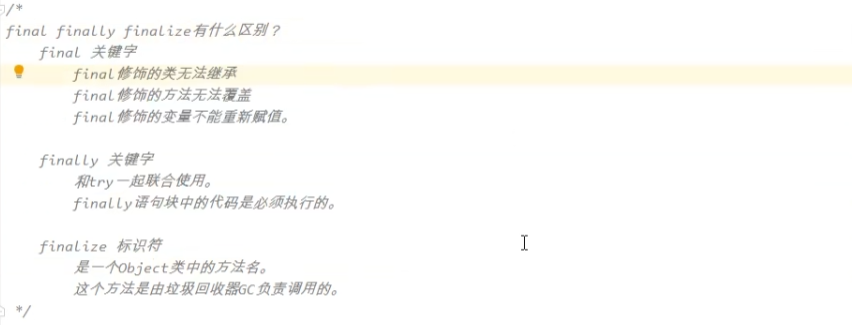 /*
final finally finalize有什么区别？
final 关键字
final修饰的类无法继承
final修饰的方法无法覆盖
final修饰的变量不能重新赋值。
finally 关键字
和try一起联合使用。
finally语句块中的代码是必须执行的。
finalize 标识符
是一个Object类中的方法名。
这个方法是由垃圾回收器GC负责调用的。
*/